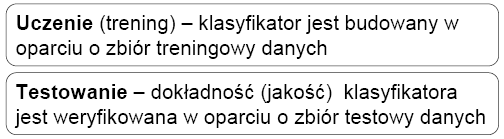 Uczenie (trening) – klasyfikator jest budowany w
oparciu o zbiór treningowy danych
Testowanie – dokładność (jakość) klasyfikatora
jest weryfikowana w oparciu o zbiór testowy danych